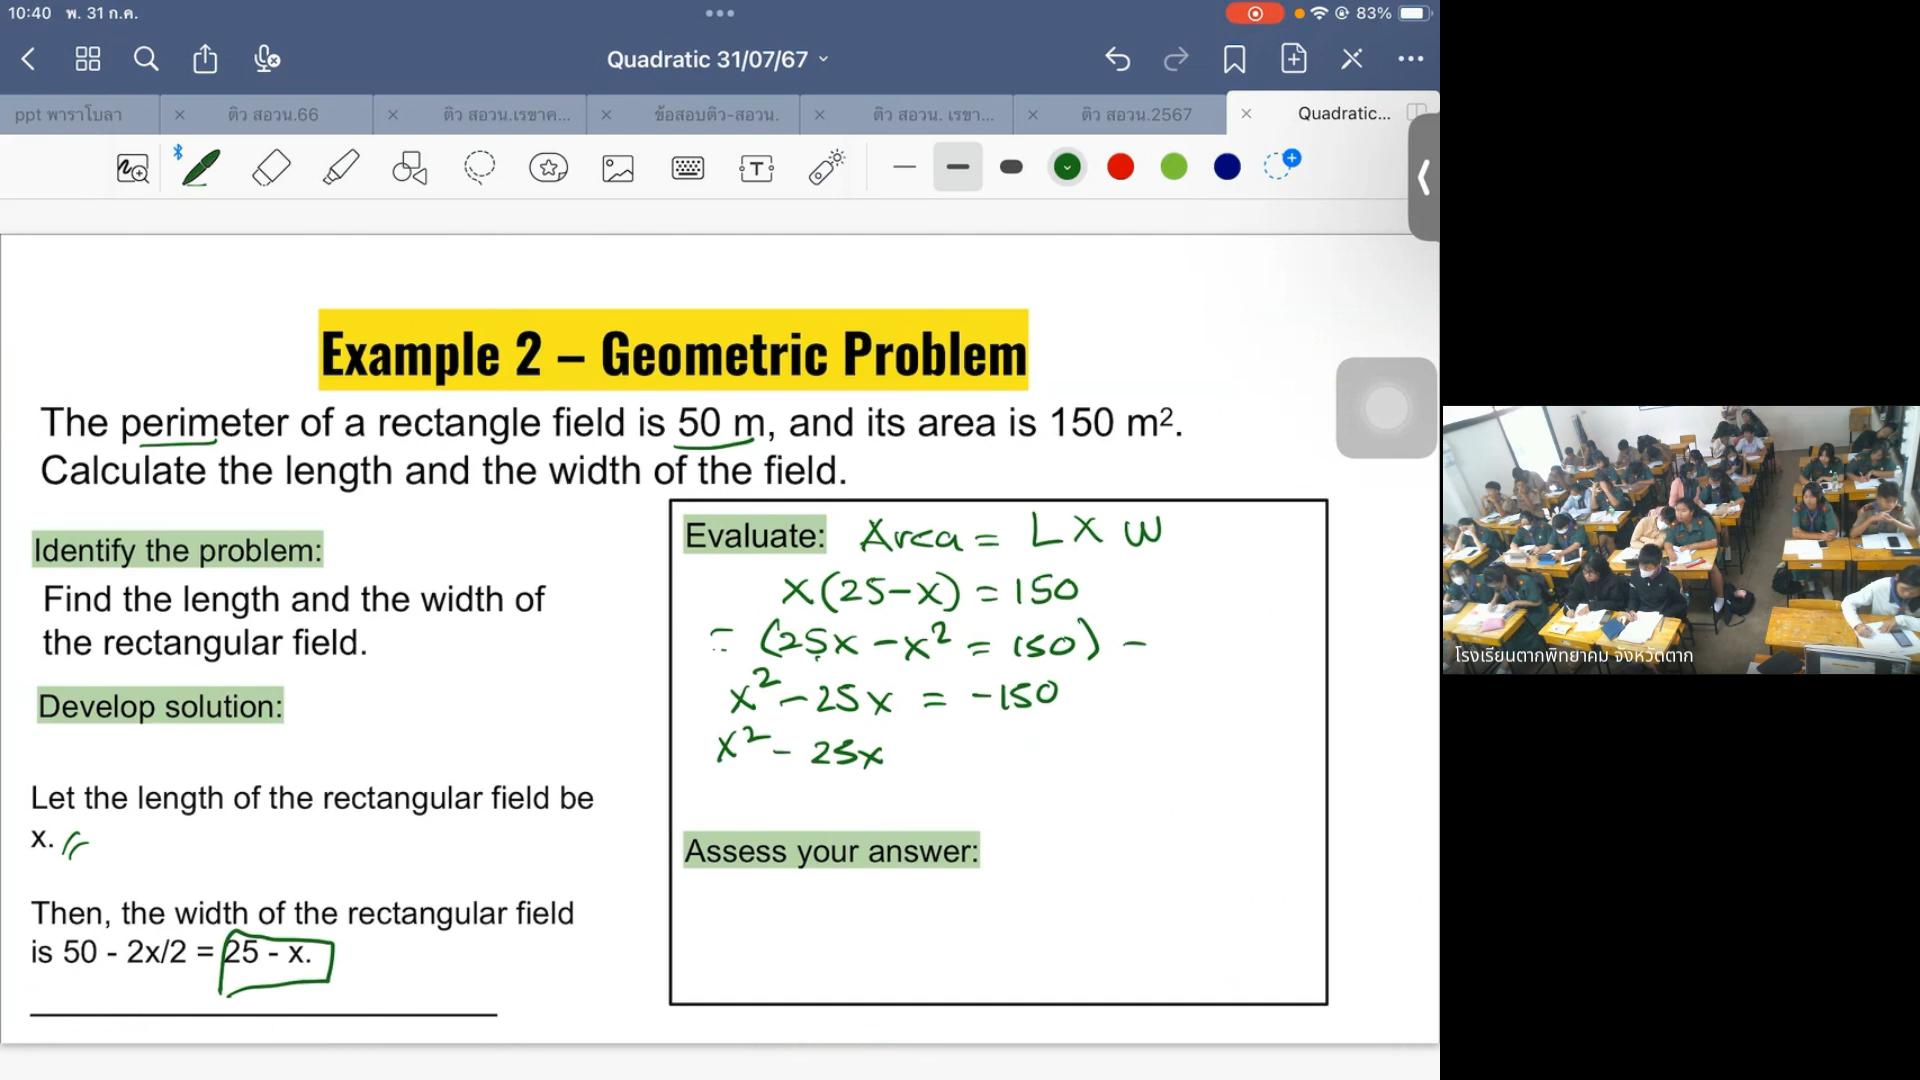 10:40 พ. 31 ก.ค.
83%
Quadratic 31/07/67
ppt พาราโบลา
ติว สอวน.66
ติว สอวน.เรขาค...
ข้อสอบติว-สอวน.
ติว สอวน. เรขา...
ติว สอวน.2567
Quadratic...
Example 2 – Geometric Problem
The perimeter of a rectangle field is 50 m, and its area is 150 m².
Calculate the length and the width of the field.
Identify the problem:
Find the length and the width of
the rectangular field.
Develop solution:
Let the length of the rectangular field be
x.
Then, the width of the rectangular field
is 50 - 2x/2 = 25 - x.
Evaluate: Area = L X W
x(25-x) = 150
= (25x - x² = 150) -
x² - 25x = -150
x² - 25x
Assess your answer:
โรงเรียนตากพิทยาคม จังหวัดตาก